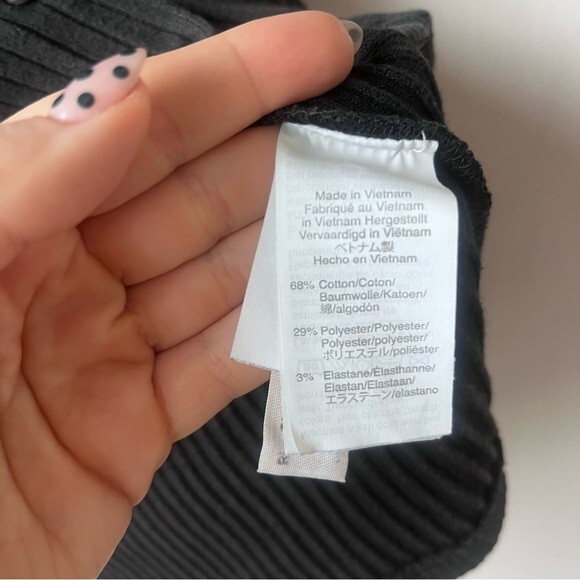 Made in Vietnam
Fabriqué au Vietnam
in Vietnam Hergestellt
Vervaardigd in Viëtnam
ベトナム製
Hecho en Vietnam
68% Cotton/Coton/
Baumwolle/Katoen/
綿/algodón
29% Polyester/Polyester/
Polyester/polyester/
ポリエステル/poliéster
3% Elastane/Élasthanne/
Elastan/Elastaan/
エラステーン/elastano